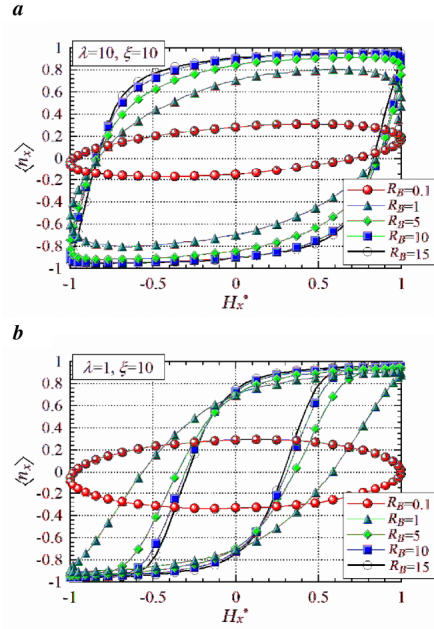 a
λ=10, ξ=10
⟨nx⟩
1
0.8
0.6
0.4
0.2
0
-0.2
-0.4
-0.6
-0.8
-1
-1 -0.5 0 0.5 1
Hx*
RB=0.1
RB=1
RB=5
RB=10
RB=15
b
λ=1, ξ=10
⟨nx⟩
1
0.8
0.6
0.4
0.2
0
-0.2
-0.4
-0.6
-0.8
-1
-1 -0.5 0 0.5 1
Hx*
RB=0.1
RB=1
RB=5
RB=10
RB=15